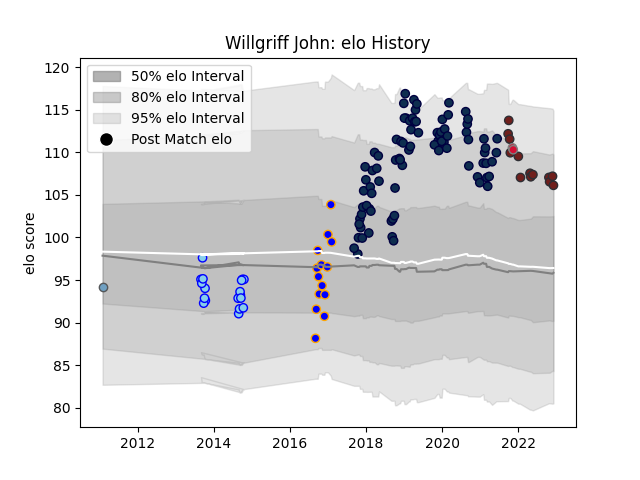 Willgriff John: elo History
50% elo Interval
80% elo Interval
95% elo Interval
Post Match elo
elo score
120
115
110
105
100
95
90
85
80
2012
2014
2016
2018
2020
2022